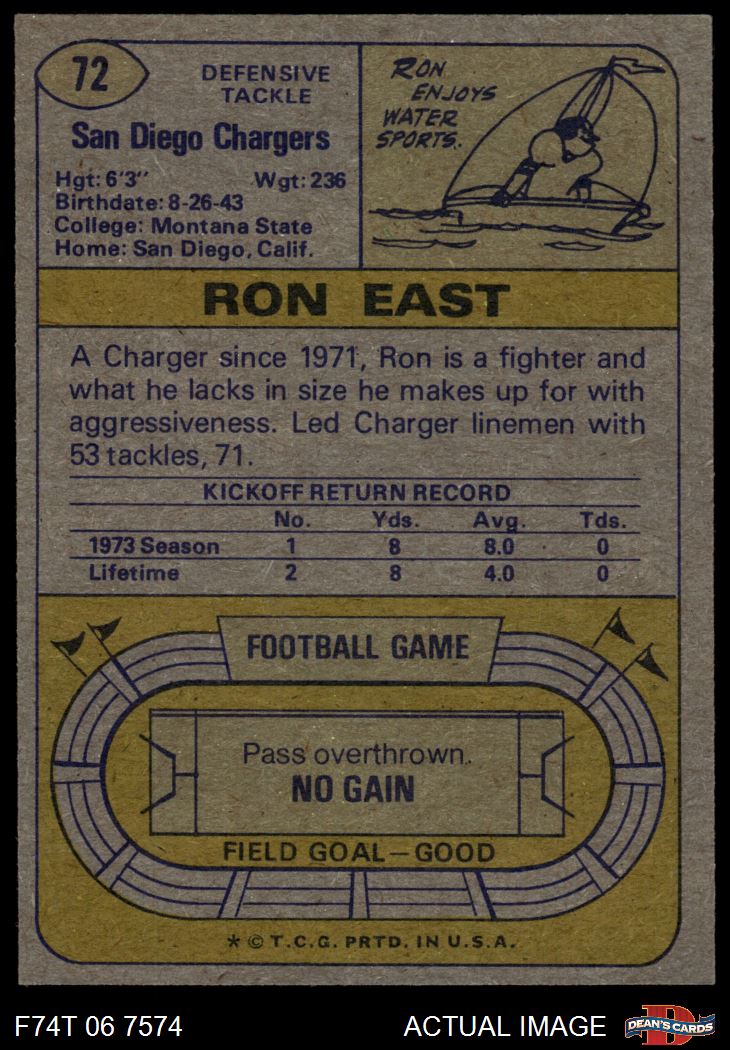 72
DEFENSIVE
TACKLE
San Diego Chargers
Hgt: 6'3"  Wgt: 236
Birthdate: 8-26-43
College: Montana State
Home: San Diego, Calif.
RON
ENJOYS
WATER
SPORTS.
RON EAST
A Charger since 1971, Ron is a fighter and
what he lacks in size he makes up for with
aggressiveness. Led Charger linemen with
53 tackles, 71.
KICKOFF RETURN RECORD
No. Yds. Avg. Tds.
1973 Season 1 8 8.0 0
Lifetime 2 8 4.0 0
FOOTBALL GAME
Pass overthrown.
NO GAIN
FIELD GOAL—GOOD
* © T.C.G. PRTD. IN U.S.A.
F74T 06 7574 ACTUAL IMAGE
D
DEAN'S CARDS